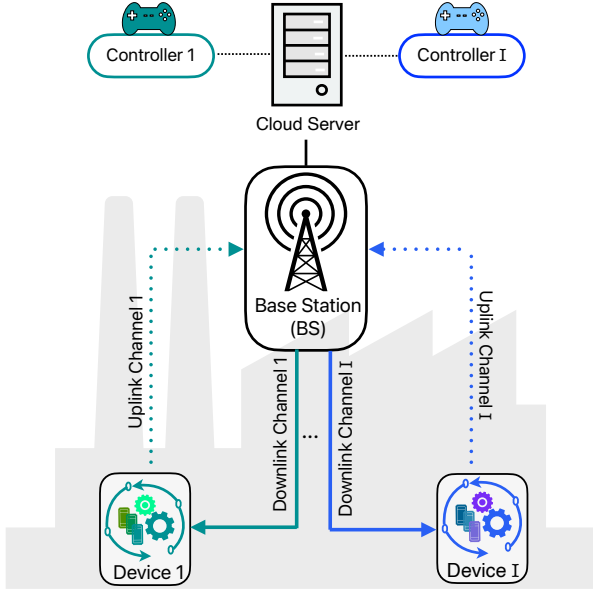 Controller 1
Controller I
Cloud Server
Base Station
(BS)
Uplink Channel 1
Uplink Channel I
Downlink Channel 1
...
Downlink Channel I
Device 1
Device I